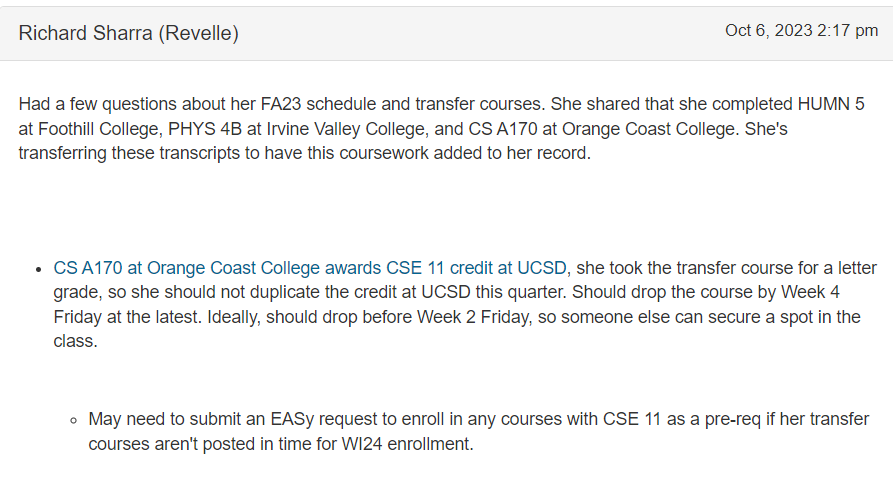 Richard Sharra (Revelle)
Oct 6, 2023 2:17 pm
Had a few questions about her FA23 schedule and transfer courses. She shared that she completed HUMN 5
at Foothill College, PHYS 4B at Irvine Valley College, and CS A170 at Orange Coast College. She's
transferring these transcripts to have this coursework added to her record.
• CS A170 at Orange Coast College awards CSE 11 credit at UCSD, she took the transfer course for a letter
grade, so she should not duplicate the credit at UCSD this quarter. Should drop the course by Week 4
Friday at the latest. Ideally, should drop before Week 2 Friday, so someone else can secure a spot in the
class.
◦ May need to submit an EASy request to enroll in any courses with CSE 11 as a pre-req if her transfer
courses aren't posted in time for WI24 enrollment.